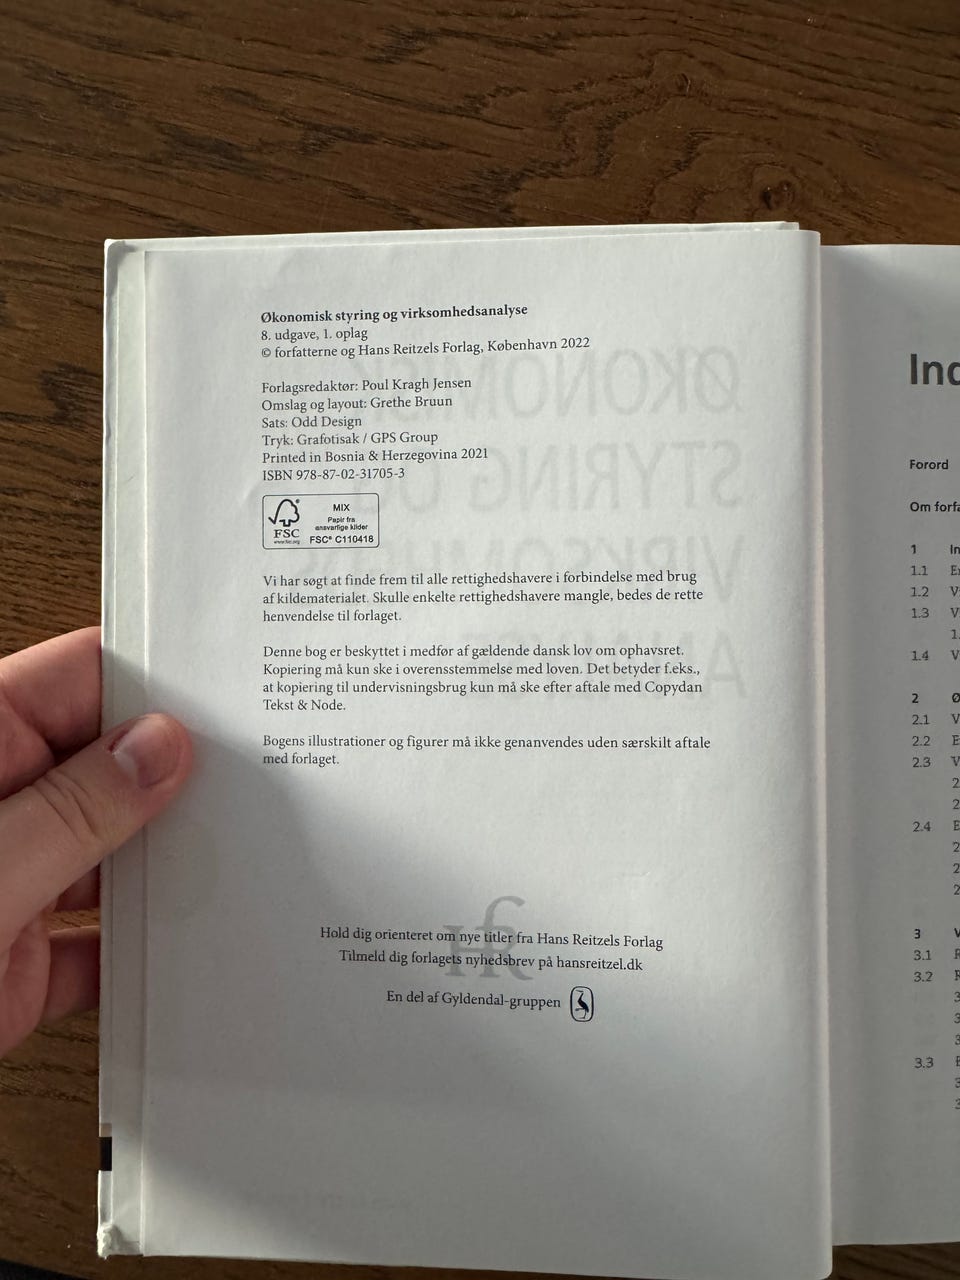 Økonomisk styring og virksomhedsanalyse
8. udgave, 1. oplag
© forfatterne og Hans Reitzels Forlag, København 2022
Forlagsredaktør: Poul Kragh Jensen
Omslag og layout: Grethe Bruun
Sats: Odd Design
Tryk: Grafotisak / GPS Group
Printed in Bosnia & Herzegovina 2021
ISBN 978-87-02-31705-3
FSC
www.fsc.org
MIX
Papir fra
ansvarlige kilder
FSC® C110418
Vi har søgt at finde frem til alle rettighedshavere i forbindelse med brug
af kildematerialet. Skulle enkelte rettighedshavere mangle, bedes de rette
henvendelse til forlaget.
Denne bog er beskyttet i medfør af gældende dansk lov om ophavsret.
Kopiering må kun ske i overensstemmelse med loven. Det betyder f.eks.,
at kopiering til undervisningsbrug kun må ske efter aftale med Copydan
Tekst & Node.
Bogens illustrationer og figurer må ikke genanvendes uden særskilt aftale
med forlaget.
Hold dig orienteret om nye titler fra Hans Reitzels Forlag
Tilmeld dig forlagets nyhedsbrev på hansreitzel.dk
En del af Gyldendal-gruppen
Ind
Forord
Om forfa
1 In
1.1
1.2
1.3
1.4
2 Ø
2.1
2.2
2.3
2.4
3
3.1
3.2
3.3